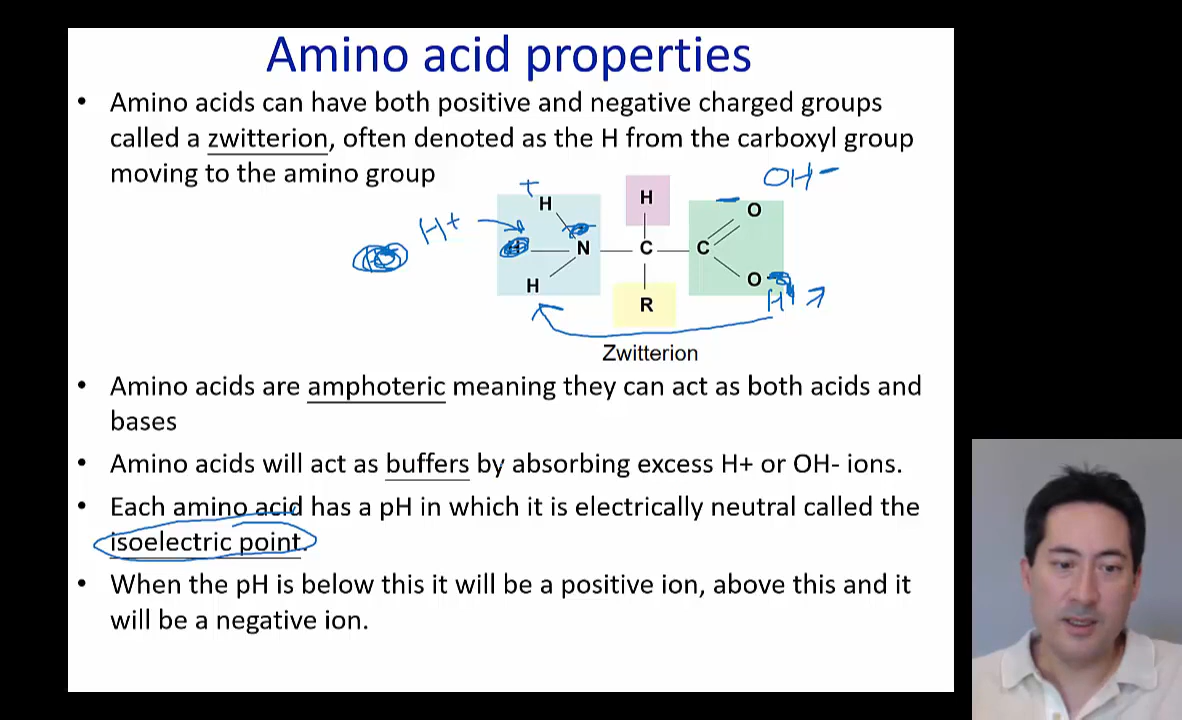 Amino acid properties
• Amino acids can have both positive and negative charged groups
called a zwitterion, often denoted as the H from the carboxyl group
moving to the amino group
OH-
+
H H O
H+
N C C
H R O
H+
Zwitterion
• Amino acids are amphoteric meaning they can act as both acids and
bases
• Amino acids will act as buffers by absorbing excess H+ or OH- ions.
• Each amino acid has a pH in which it is electrically neutral called the
isoelectric point.
• When the pH is below this it will be a positive ion, above this and it
will be a negative ion.